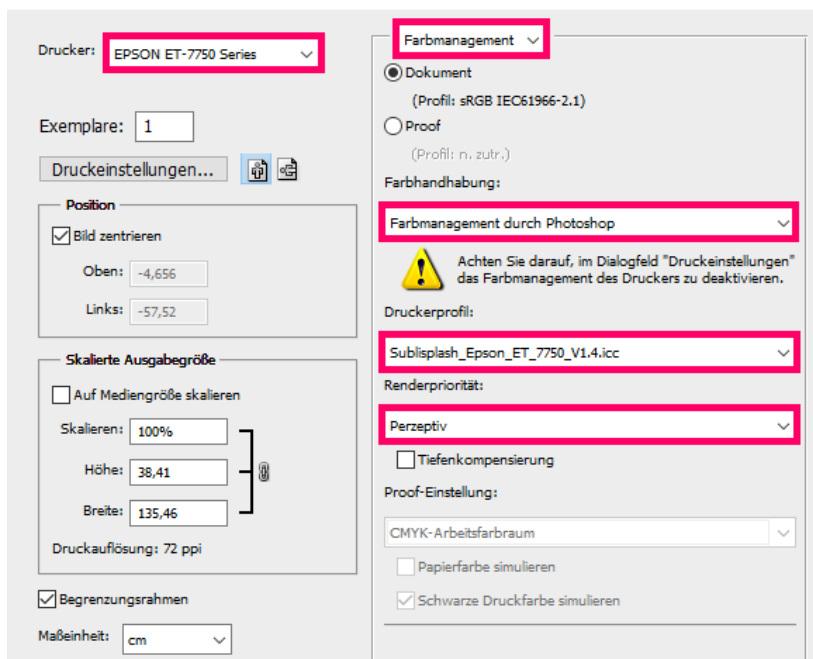 Drucker:
EPSON ET-7750 Series
Exemplare:
1
Druckeinstellungen...
Position
Bild zentrieren
Oben:
-4,656
Links:
-57,52
Skalierte Ausgabegröße
Auf Mediengröße skalieren
Skalieren:
100%
Höhe:
38,41
Breite:
135,46
Druckauflösung: 72 ppi
Begrenzungsrahmen
Maßeinheit:
cm
Farbmanagement
Dokument
(Profil: sRGB IEC61966-2.1)
Proof
(Profil: n. zutr.)
Farbhandhabung:
Farbmanagement durch Photoshop
Achten Sie darauf, im Dialogfeld "Druckeinstellungen"
das Farbmanagement des Druckers zu deaktivieren.
Druckerprofil:
Sublisplash_Epson_ET_7750_V1.4.icc
Renderpriorität:
Perzeptiv
Tiefenkompensierung
Proof-Einstellung:
CMYK-Arbeitsfarbraum
Papierfarbe simulieren
Schwarze Druckfarbe simulieren